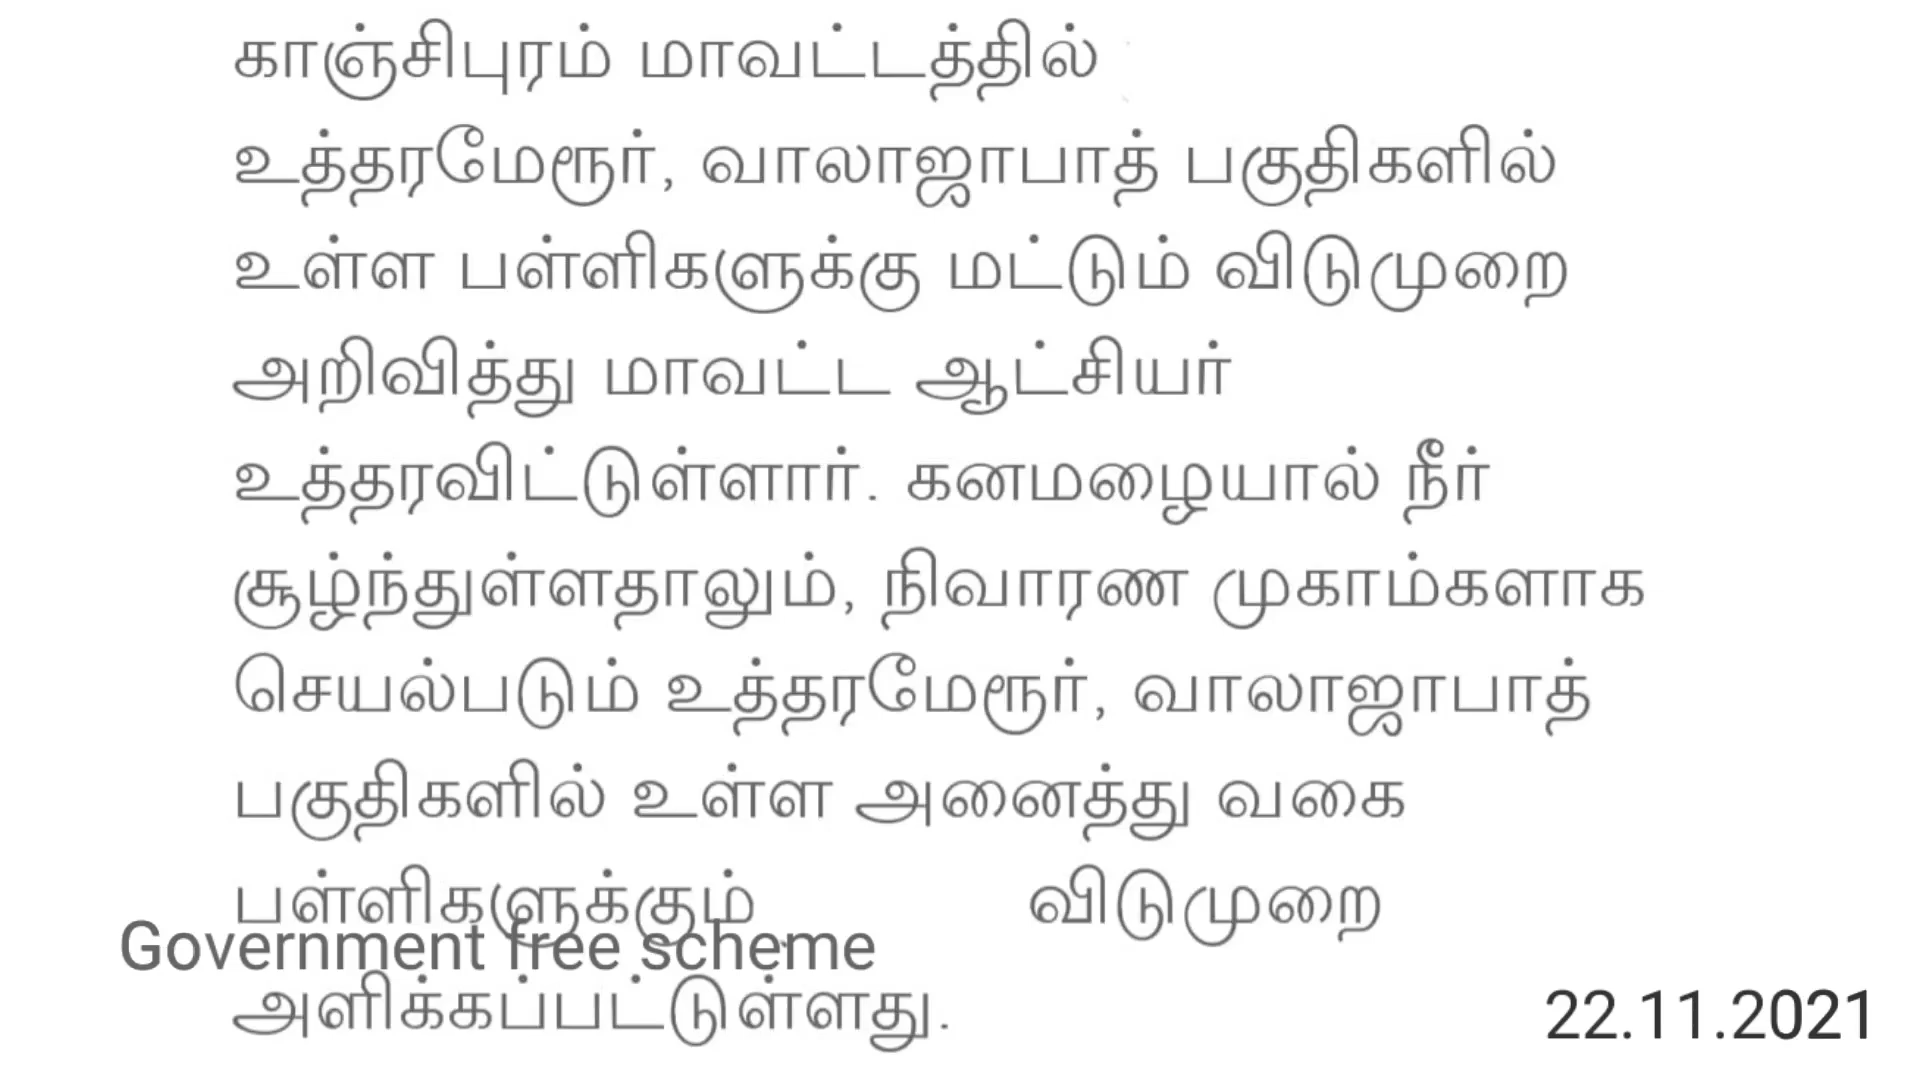 காஞ்சிபுரம் மாவட்டத்தில்
உத்தரமேரூர், வாலாஜாபாத் பகுதிகளில்
உள்ள பள்ளிகளுக்கு மட்டும் விடுமுறை
அறிவித்து மாவட்ட ஆட்சியர்
உத்தரவிட்டுள்ளார். கனமழையால் நீர்
சூழ்ந்துள்ளதாலும், நிவாரண முகாம்களாக
செயல்படும் உத்தரமேரூர், வாலாஜாபாத்
பகுதிகளில் உள்ள அனைத்து வகை
பள்ளிகளுக்கும் விடுமுறை
Government free scheme
அளிக்கப்பட்டுள்ளது.
22.11.2021